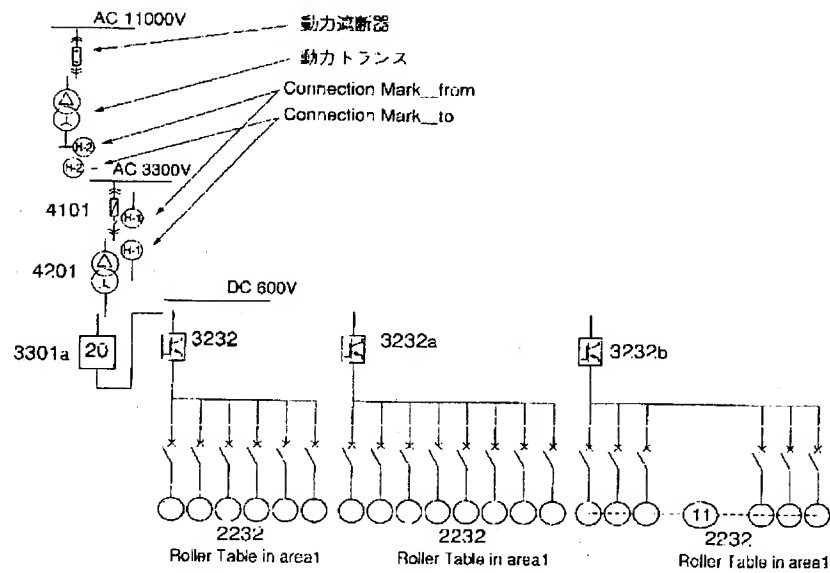 AC 11000V
動力遮断器
動力トランス
Connection Mark__from
Connection Mark__to
H-2
H-2
AC 3300V
4101
H-1
H-1
4201
DC 600V
3301a
20
3232
3232a
3232b
11
2232
2232
2232
Roller Table in area1
Roller Table in area1
Roller Table in area1